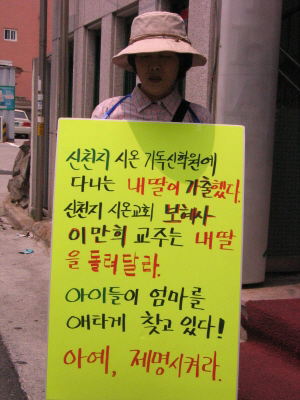 신천지 시온 기독신학원에
다니는 내딸이 가출했다.
신천지 시온교회 보혜사
이만희 교주는 내딸
을 돌려달라.
아이들이 엄마를
애타게 찾고 있다!
아예, 제명시켜라.